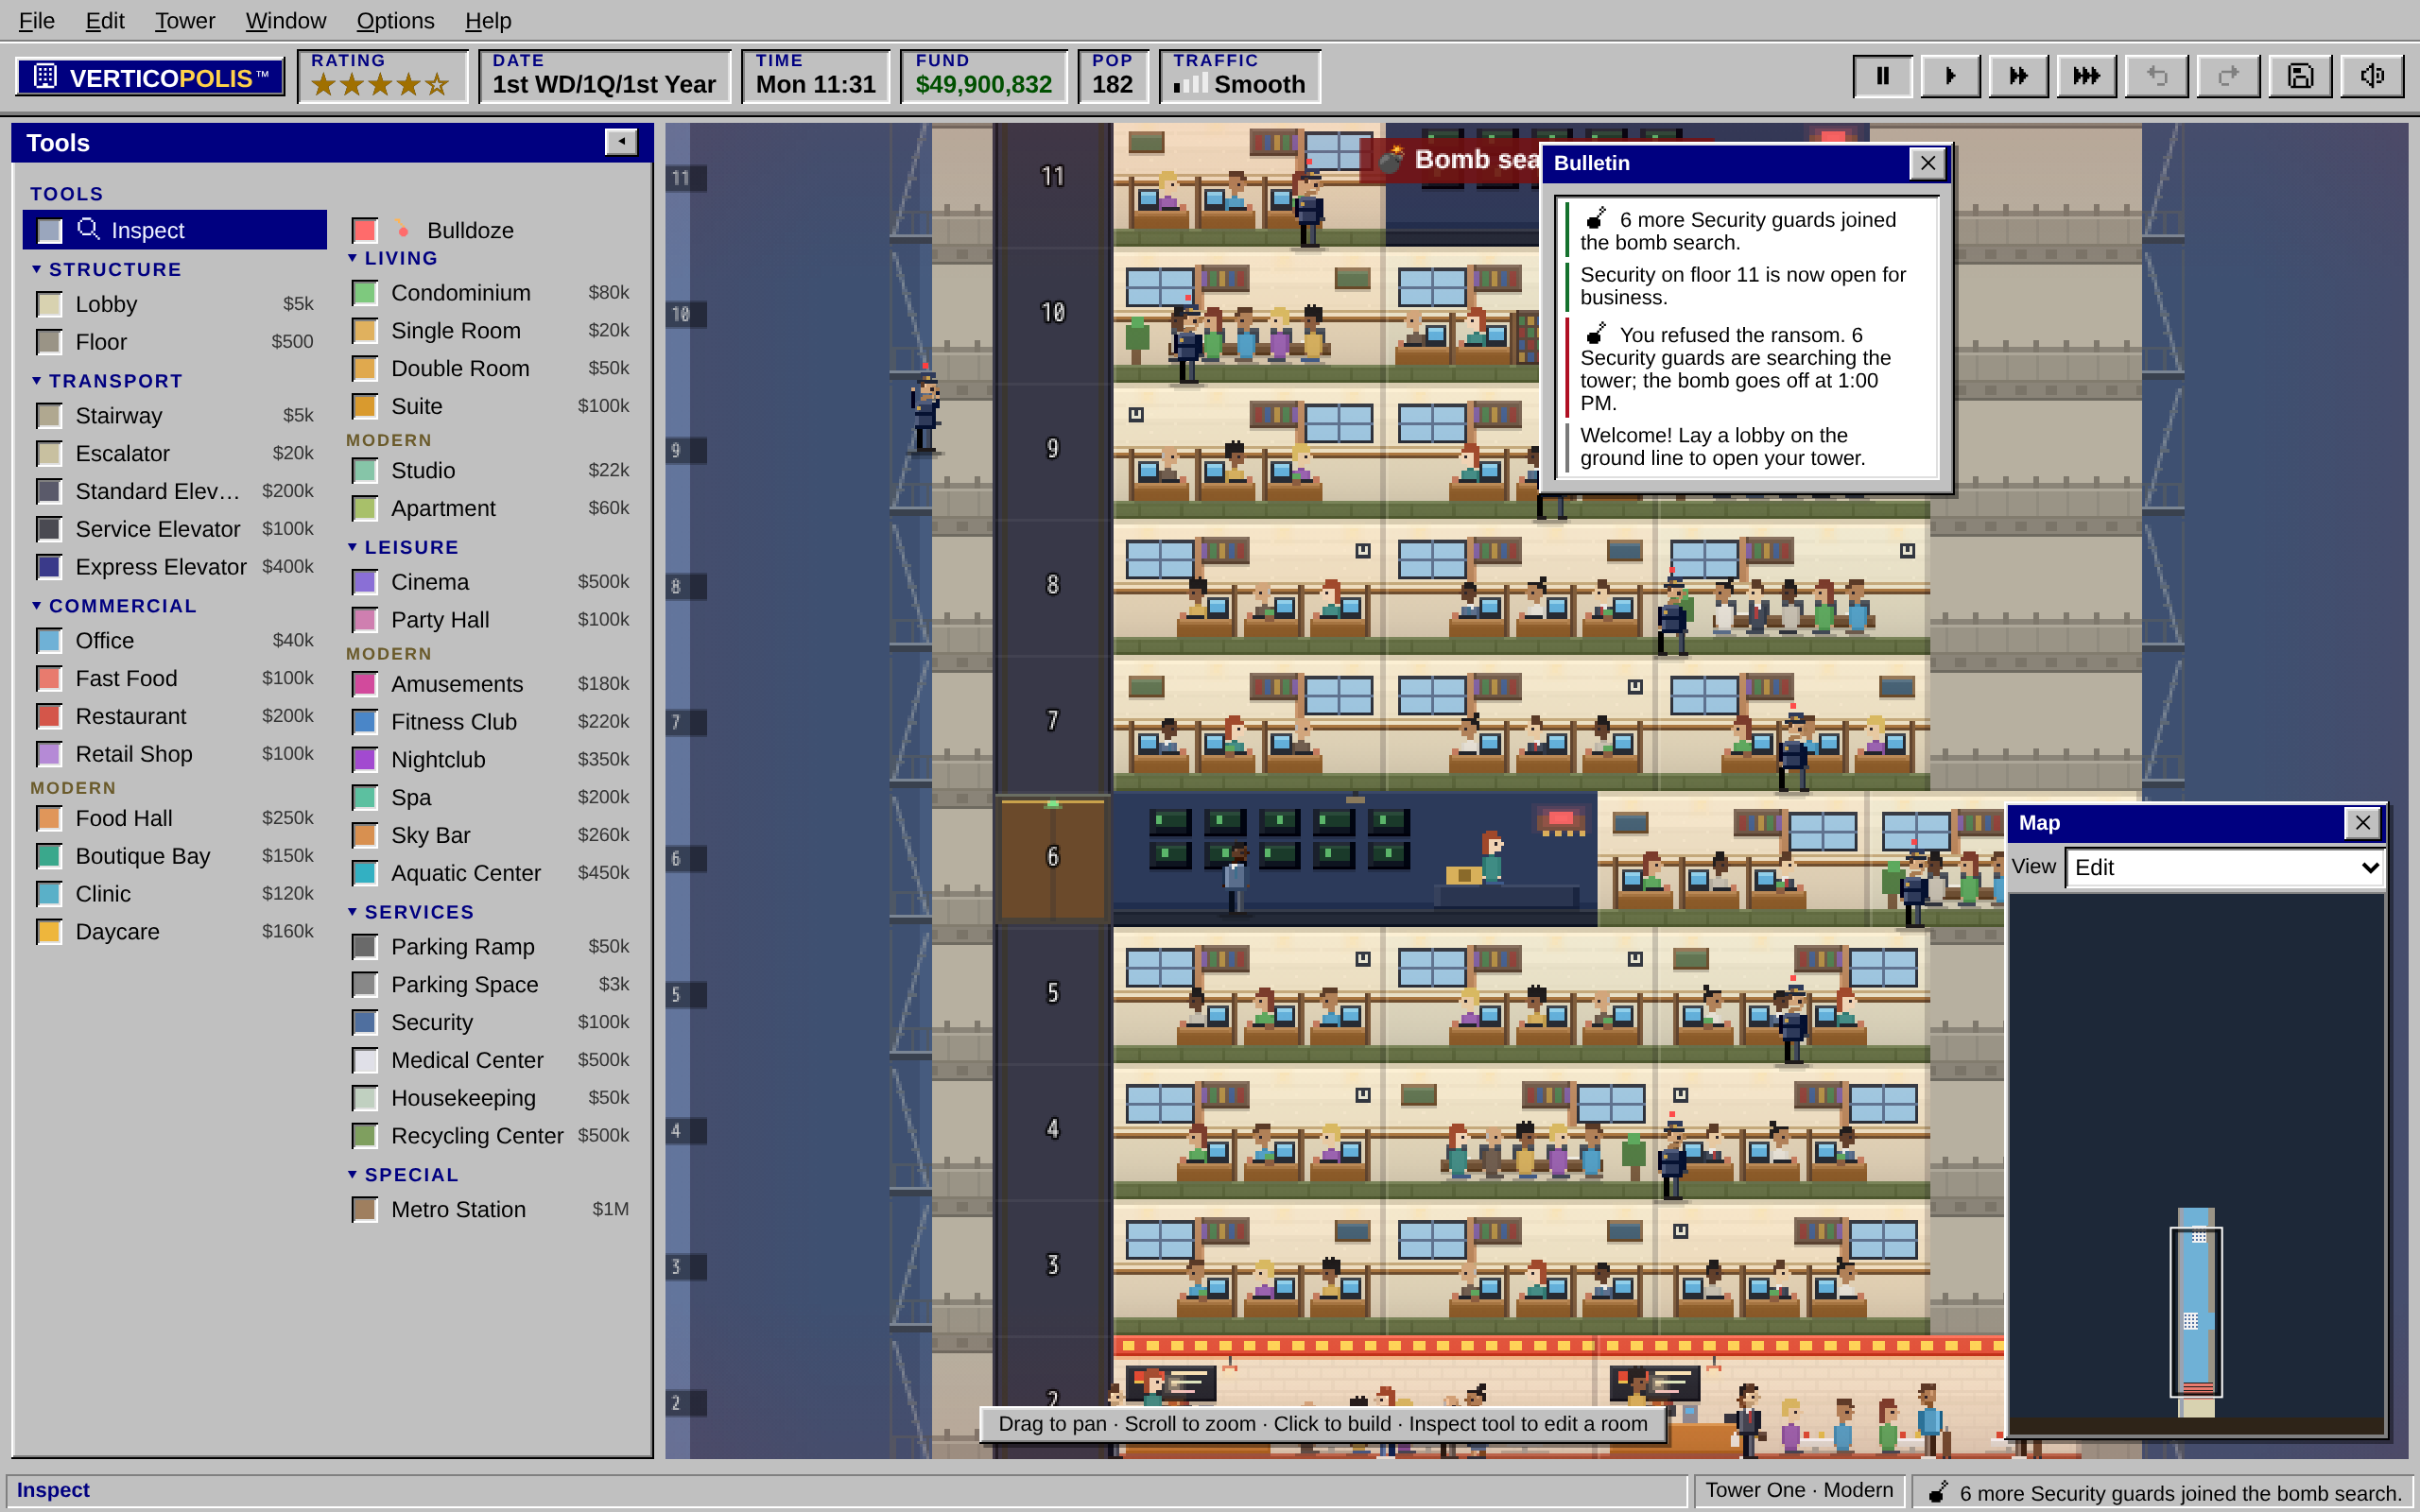 File Edit Tower Window Options Help
VERTICOPOLIS™
RATING
DATE
1st WD/1Q/1st Year
TIME
Mon 11:31
FUND
$49,900,832
POP
182
TRAFFIC
Smooth
Tools
TOOLS
Inspect
STRUCTURE
Lobby $5k
Floor $500
TRANSPORT
Stairway $5k
Escalator $20k
Standard Elev… $200k
Service Elevator $100k
Express Elevator $400k
COMMERCIAL
Office $40k
Fast Food $100k
Restaurant $200k
Retail Shop $100k
MODERN
Food Hall $250k
Boutique Bay $150k
Clinic $120k
Daycare $160k
Bulldoze
LIVING
Condominium $80k
Single Room $20k
Double Room $50k
Suite $100k
MODERN
Studio $22k
Apartment $60k
LEISURE
Cinema $500k
Party Hall $100k
MODERN
Amusements $180k
Fitness Club $220k
Nightclub $350k
Spa $200k
Sky Bar $260k
Aquatic Center $450k
SERVICES
Parking Ramp $50k
Parking Space $3k
Security $100k
Medical Center $500k
Housekeeping $50k
Recycling Center $500k
SPECIAL
Metro Station $1M
11 11
10 10
9 9
8 8
7 7
6 6
5 5
4 4
3 3
2 2
Bomb sea
Bulletin
6 more Security guards joined
the bomb search.
Security on floor 11 is now open for
business.
You refused the ransom. 6
Security guards are searching the
tower; the bomb goes off at 1:00
PM.
Welcome! Lay a lobby on the
ground line to open your tower.
Map
View Edit
Drag to pan · Scroll to zoom · Click to build · Inspect tool to edit a room
Inspect
Tower One · Modern
6 more Security guards joined the bomb search.